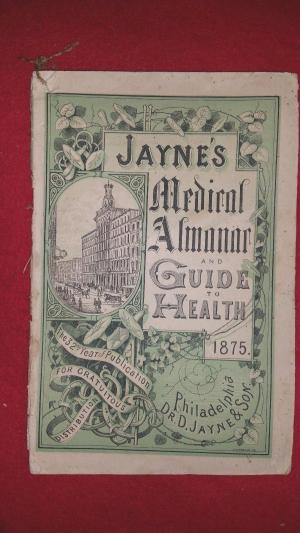 JAYNE'S
Medical
Almanac
AND
GUIDE
TO
HEALTH
1875.
The 32nd Year of Publication
FOR GRATUITOUS
DISTRIBUTION
Philadelphia
DR. D. JAYNE & SON.